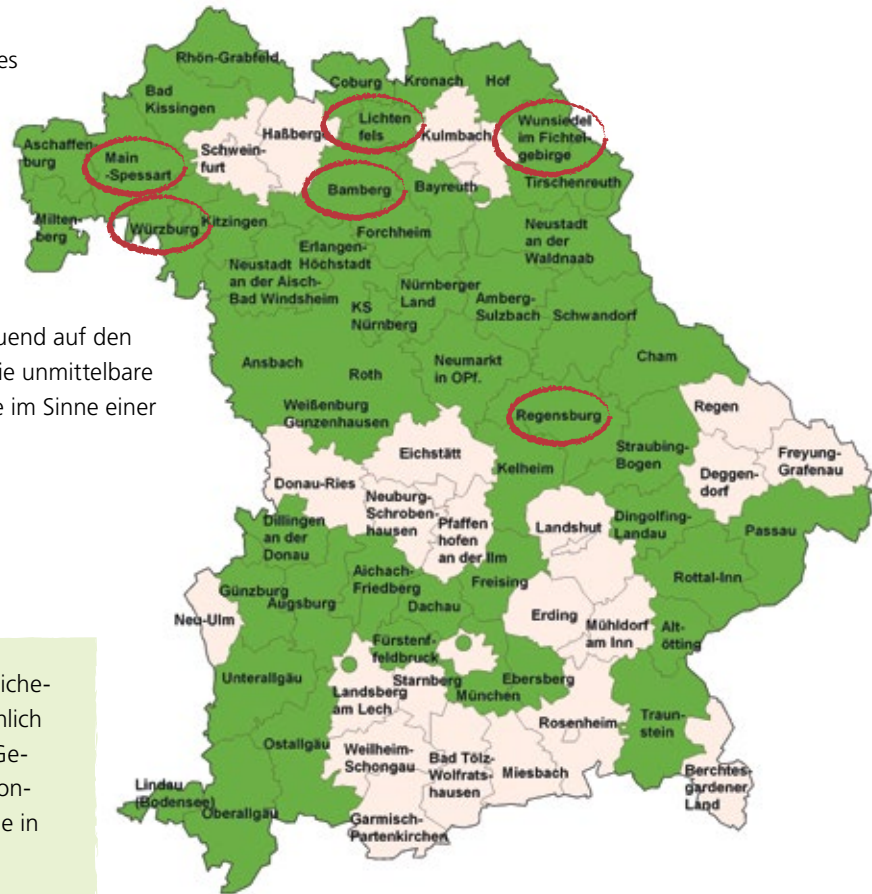 es
Rhön-Grabfeld
Coburg
Kronach
Hof
Bad
Kissingen
Lichten
fels
Wunsiedel
im Fichtel-
gebirge
Haßberge
Kulmbach
Aschaffen-
burg
Main
-Spessart
Schwein-
furt
Bamberg
Bayreuth
Tirschenreuth
Milten-
berg
Würzburg
Kitzingen
Forchheim
Neustadt
an der
Waldnaab
Erlangen-
Höchstadt
Neustadt
an der Aisch-
Bad Windsheim
Nürnberger
Land
Amberg-
Sulzbach
Schwandorf
KS
Nürnberg
uend auf den
ie unmittelbare
e im Sinne einer
Ansbach
Roth
Neumarkt
in OPf.
Cham
Weißenburg
Gunzenhausen
Regensburg
Regen
Eichstätt
Kelheim
Straubing-
Bogen
Deggen-
dorf
Freyung-
Grafenau
Donau-Ries
Neuburg-
Schroben-
hausen
Pfaffen
hofen
an der Ilm
Landshut
Dingolfing-
Landau
Passau
Dillingen
an der
Donau
Aichach-
Friedberg
Freising
Rottal-Inn
Günzburg
Augsburg
Dachau
Neu-Ulm
Erding
Mühldorf
am Inn
Alt-
ötting
Fürstenf-
feldbruck
Ebersberg
München
Unterallgäu
Starnberg
Landsberg
am Lech
Rosenheim
Traun-
stein
Ostallgäu
Weilheim-
Schongau
Bad Tölz-
Wolfrats-
hausen
Miesbach
Berchtes-
gardener
Land
Lindau
(Bodensee)
Oberallgäu
Garmisch-
Partenkirchen
iche-
nlich
Ge-
on-
e in